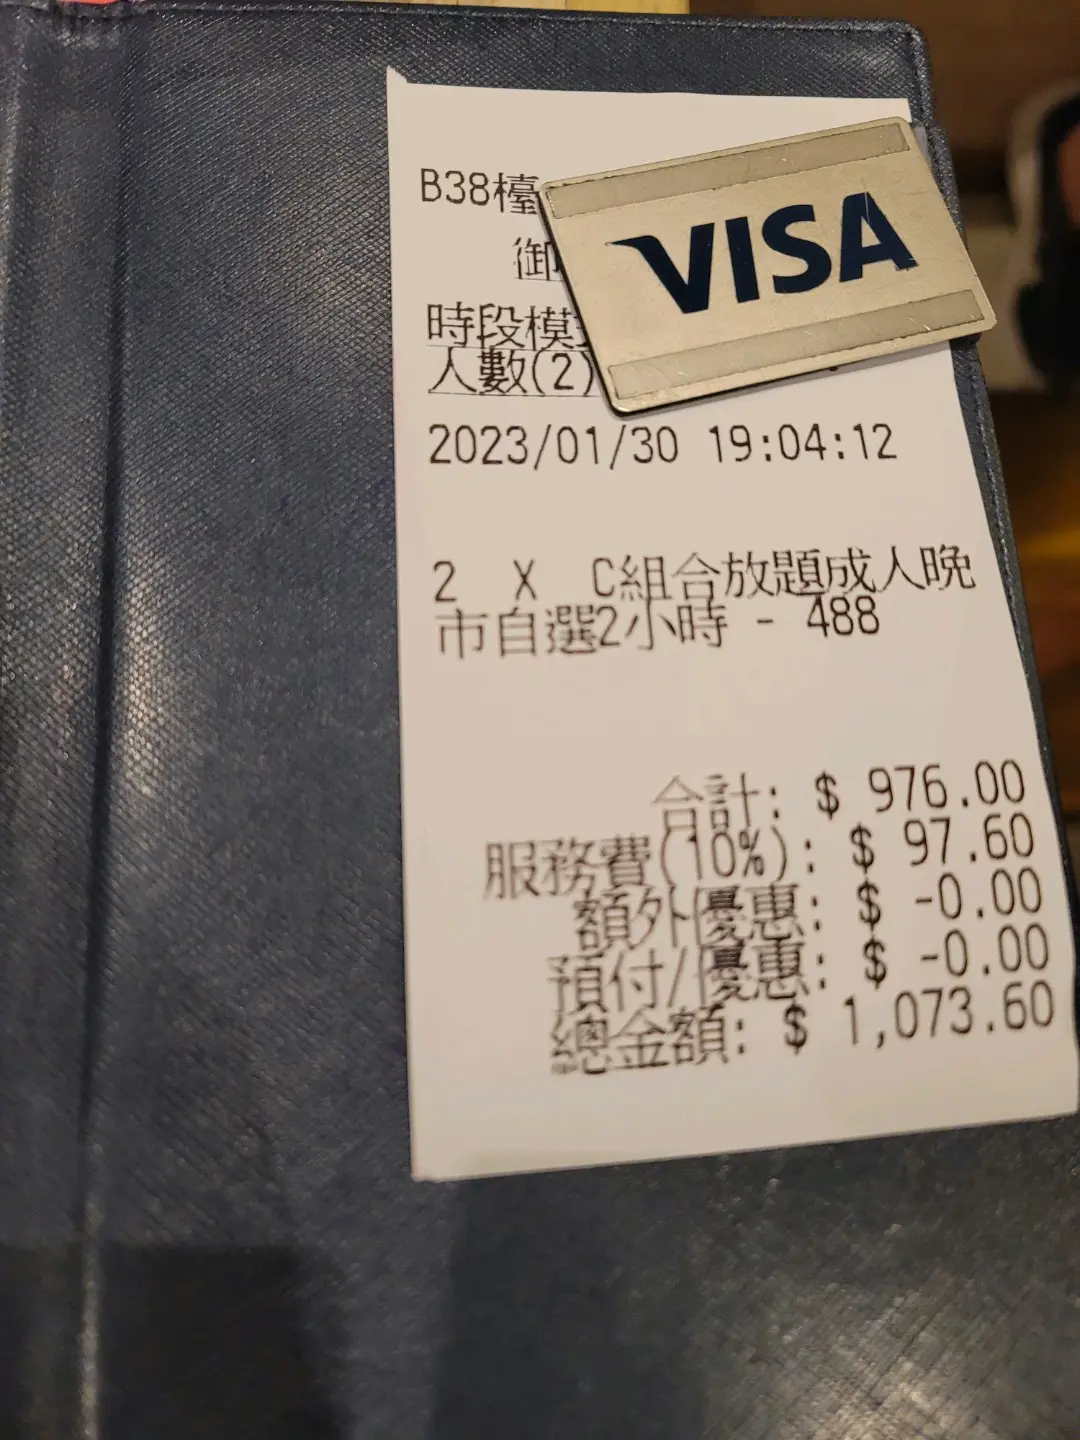 B38檯
VISA
御
時段模
人數(2)
2023/01/30 19:04:12
2 X C組合放題成人晚
市自選2小時 - 488
合計: $ 976.00
服務費(10%): $ 97.60
額外優惠: $ -0.00
預付/優惠: $ -0.00
總金額: $ 1,073.60